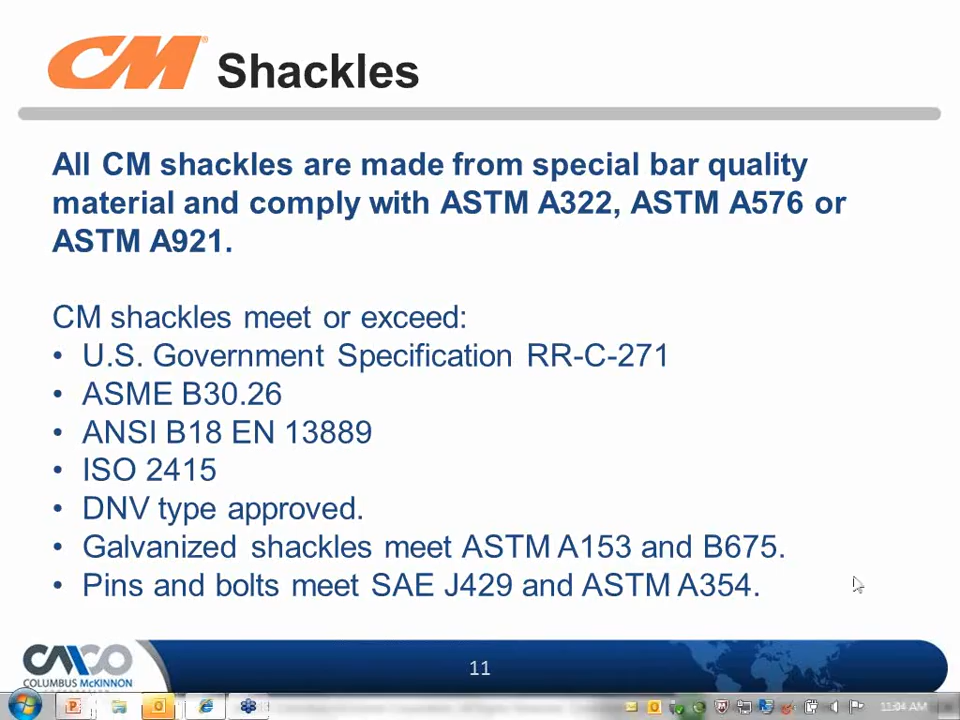 CM® Shackles
All CM shackles are made from special bar quality
material and comply with ASTM A322, ASTM A576 or
ASTM A921.
CM shackles meet or exceed:
• U.S. Government Specification RR-C-271
• ASME B30.26
• ANSI B18 EN 13889
• ISO 2415
• DNV type approved.
• Galvanized shackles meet ASTM A153 and B675.
• Pins and bolts meet SAE J429 and ASTM A354.
CMCO
COLUMBUS McKINNON
11
11:04 AM